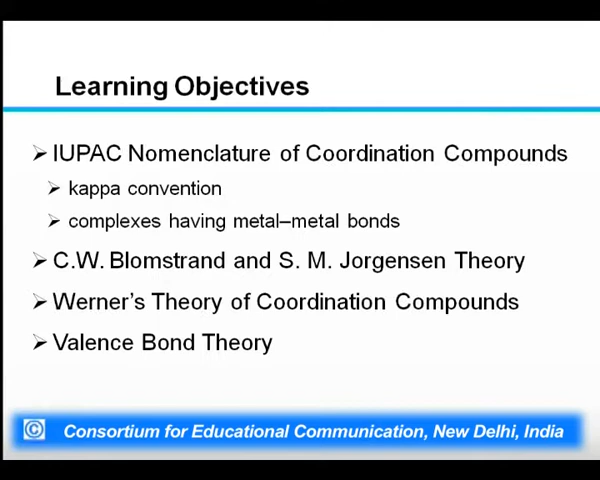 Learning Objectives
IUPAC Nomenclature of Coordination Compounds
kappa convention
complexes having metal–metal bonds
C.W. Blomstrand and S. M. Jorgensen Theory
Werner’s Theory of Coordination Compounds
Valence Bond Theory
© Consortium for Educational Communication, New Delhi, India